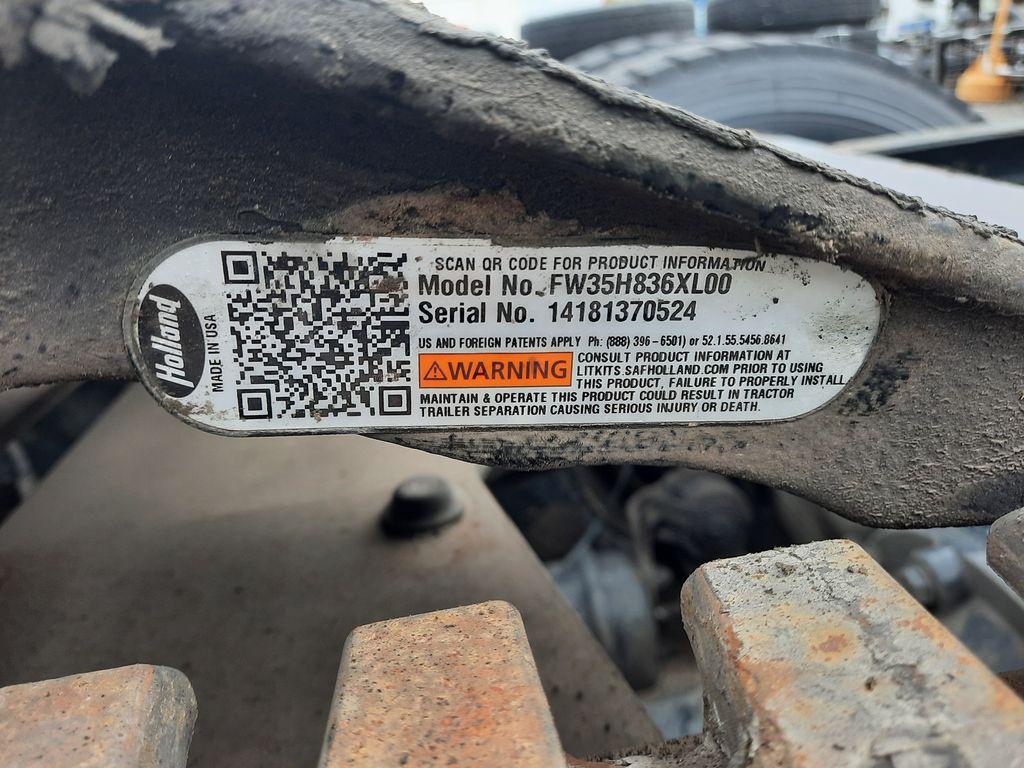 Holland
MADE IN USA
SCAN QR CODE FOR PRODUCT INFORMATION
Model No. FW35H836XL00
Serial No. 14181370524
US AND FOREIGN PATENTS APPLY Ph: (888) 396-6501) or 52.1.55.5456.8641
WARNING
CONSULT PRODUCT INFORMATION AT
LITKITS.SAFHOLLAND.COM PRIOR TO USING
THIS PRODUCT, FAILURE TO PROPERLY INSTALL
MAINTAIN & OPERATE THIS PRODUCT COULD RESULT IN TRACTOR
TRAILER SEPARATION CAUSING SERIOUS INJURY OR DEATH.